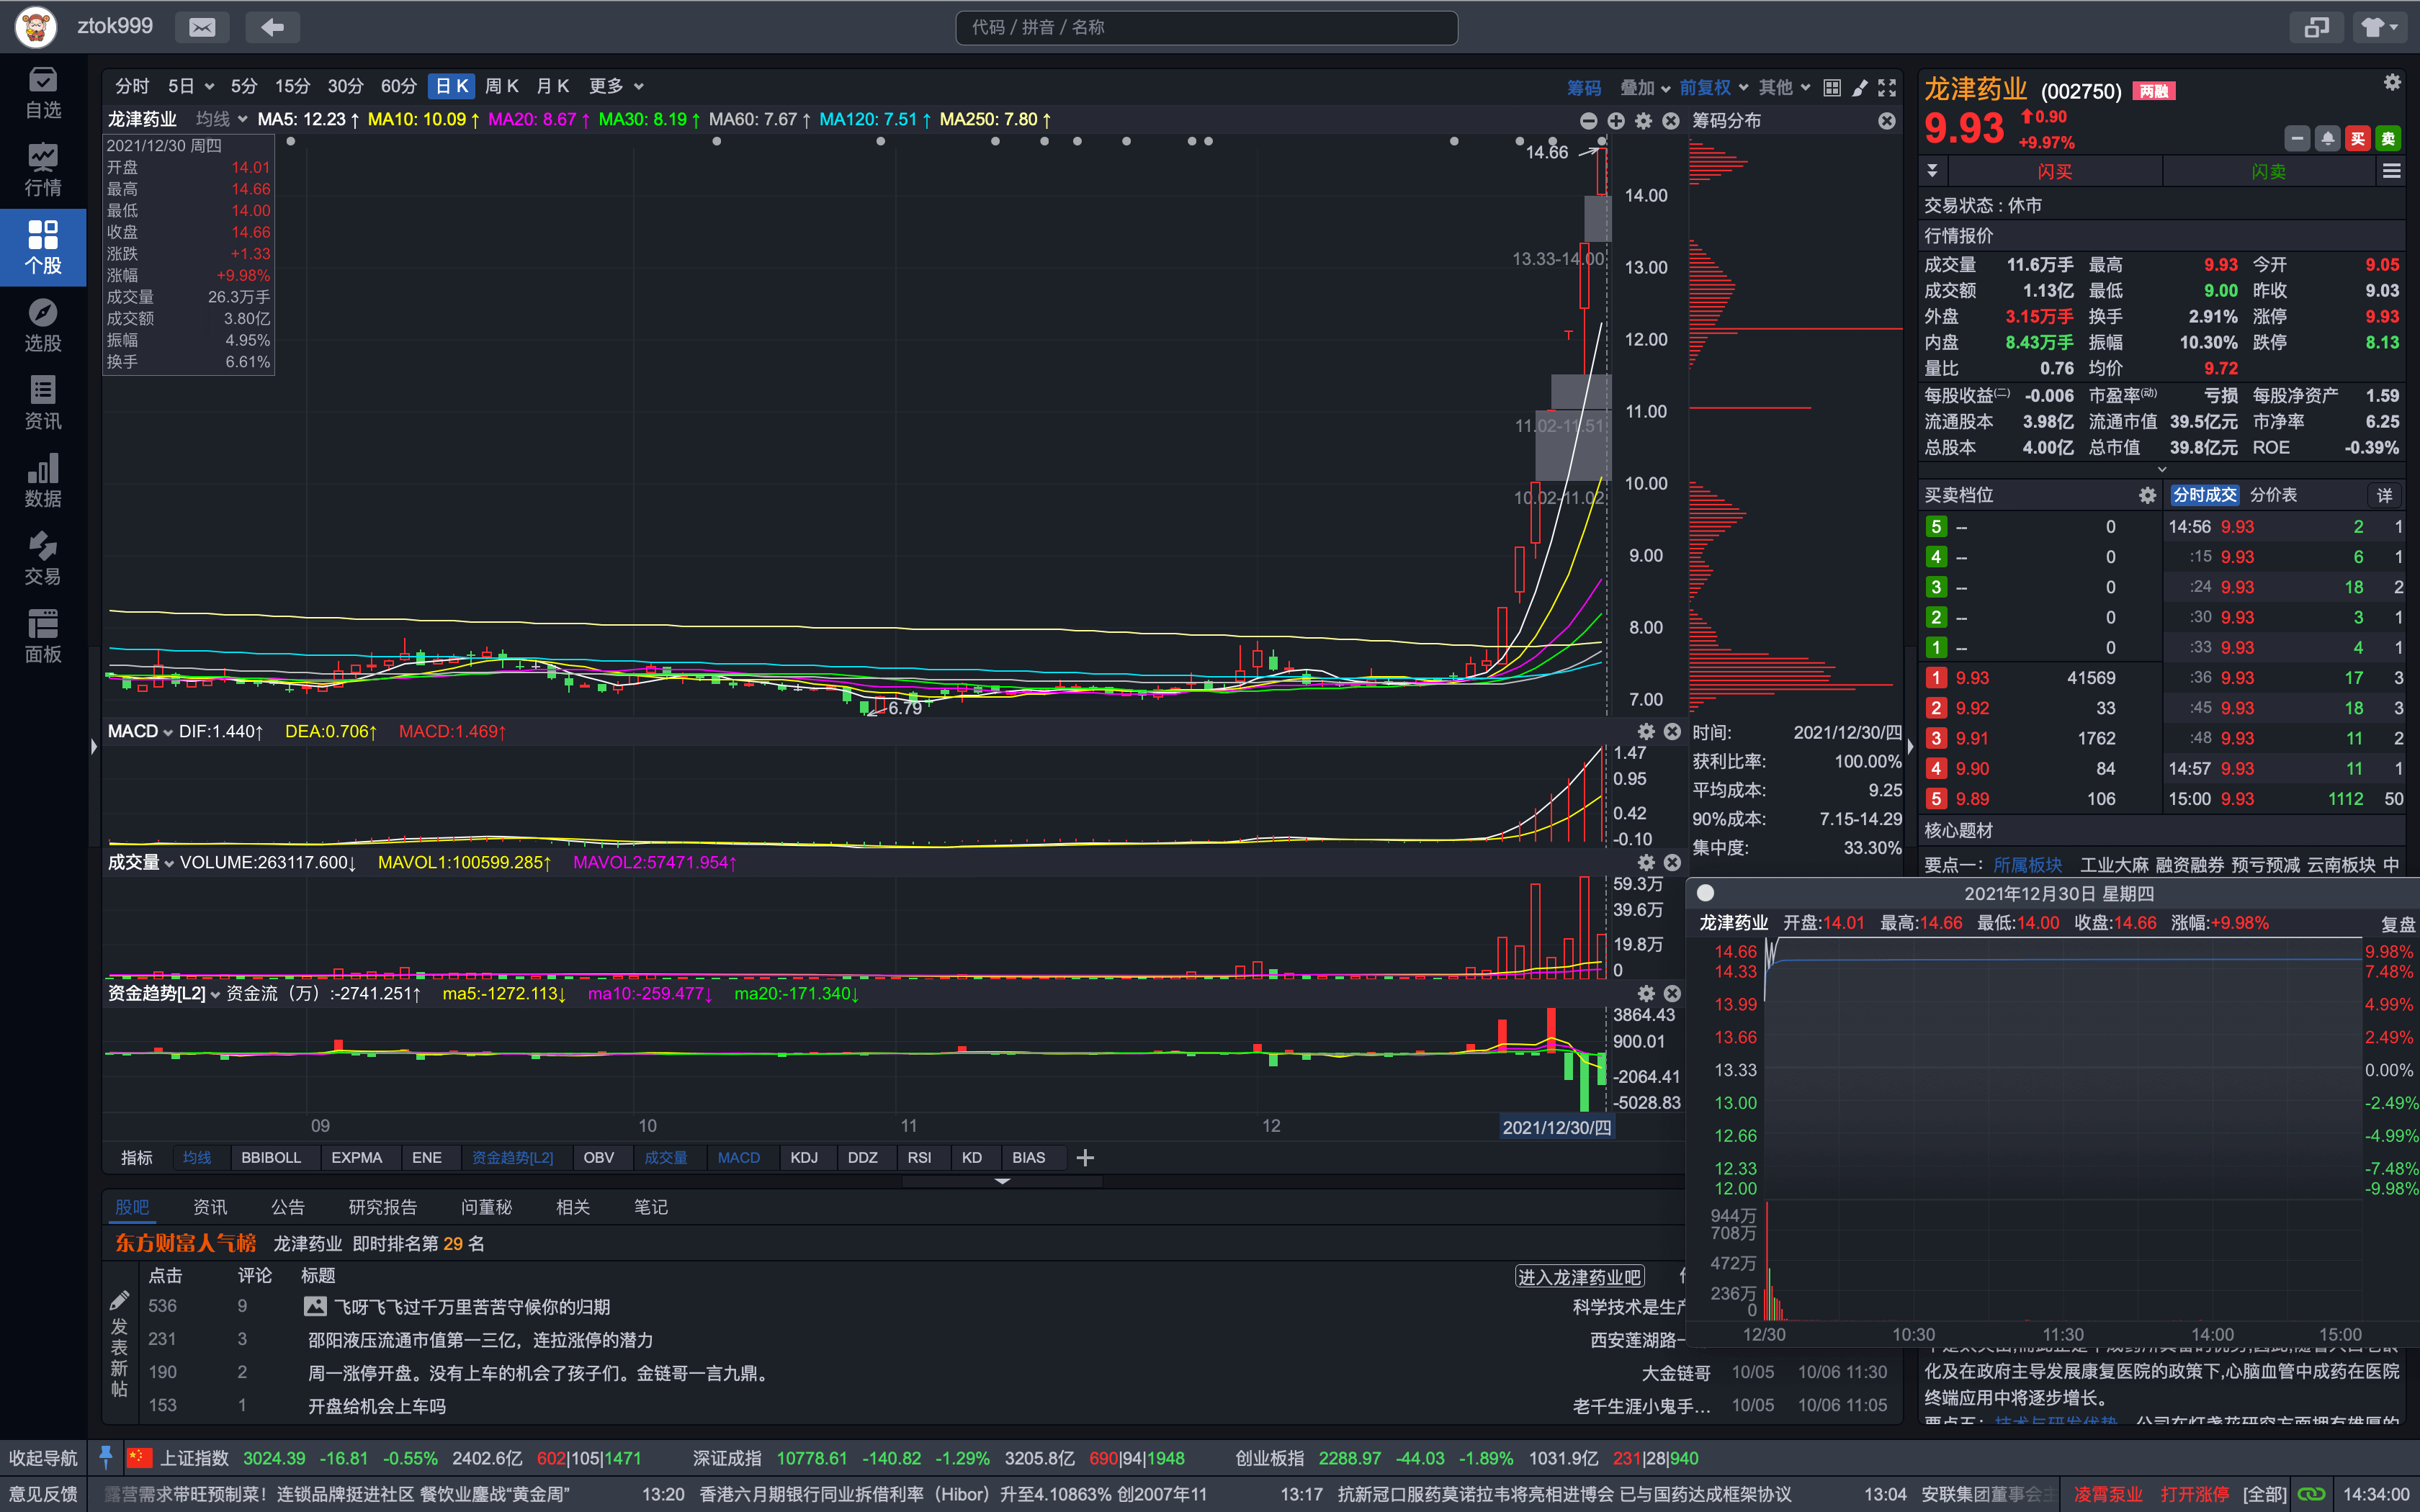 ztok999
代码 / 拼音 / 名称
自选
行情
个股
选股
资讯
数据
交易
面板
分时 5日 5分 15分 30分 60分 日K 周K 月K 更多
筹码 叠加 前复权 其他
龙津药业 均线 MA5: 12.23↑ MA10: 10.09↑ MA20: 8.67↑ MA30: 8.19↑ MA60: 7.67↑ MA120: 7.51↑ MA250: 7.80↑
筹码分布
2021/12/30 周四
开盘 14.01
最高 14.66
最低 14.00
收盘 14.66
涨跌 +1.33
涨幅 +9.98%
成交量 26.3万手
成交额 3.80亿
振幅 4.95%
换手 6.61%
14.66
14.00
13.33-14.00
13.00
12.00
11.00
11.02-11.51
10.00
10.02-11.02
9.00
8.00
7.00
6.79
MACD DIF:1.440↑ DEA:0.706↑ MACD:1.469↑
1.47
0.95
0.42
-0.10
时间: 2021/12/30/四
获利比率: 100.00%
平均成本: 9.25
90%成本: 7.15-14.29
集中度: 33.30%
成交量 VOLUME:263117.600↓ MAVOL1:100599.285↑ MAVOL2:57471.954↑
59.3万
39.6万
19.8万
0
资金趋势[L2] 资金流（万）:-2741.251↑ ma5:-1272.113↓ ma10:-259.477↓ ma20:-171.340↓
3864.43
900.01
-2064.41
-5028.83
09 10 11 12 2021/12/30/四
指标 均线 BBIBOLL EXPMA ENE 资金趋势[L2] OBV 成交量 MACD KDJ DDZ RSI KD BIAS
股吧 资讯 公告 研究报告 问董秘 相关 笔记
东方财富人气榜 龙津药业 即时排名第 29 名
点击 评论 标题 进入龙津药业吧
536 9 飞呀飞飞过千万里苦苦守候你的归期 科学技术是生产
231 3 邵阳液压流通市值第一三亿，连拉涨停的潜力 西安莲湖路一
190 2 周一涨停开盘。没有上车的机会了孩子们。金链哥一言九鼎。 大金链哥 10/05 10/06 11:30
153 1 开盘给机会上车吗 老千生涯小鬼手... 10/05 10/06 11:05
发表新帖
龙津药业 (002750) 两融
9.93 0.90
+9.97%
买 卖
闪买 闪卖
交易状态 : 休市
行情报价
成交量 11.6万手 最高 9.93 今开 9.05
成交额 1.13亿 最低 9.00 昨收 9.03
外盘 3.15万手 换手 2.91% 涨停 9.93
内盘 8.43万手 振幅 10.30% 跌停 8.13
量比 0.76 均价 9.72
每股收益(二) -0.006 市盈率(动) 亏损 每股净资产 1.59
流通股本 3.98亿 流通市值 39.5亿元 市净率 6.25
总股本 4.00亿 总市值 39.8亿元 ROE -0.39%
买卖档位 分时成交 分价表 详
5 -- 0 14:56 9.93 2 1
4 -- 0 :15 9.93 6 1
3 -- 0 :24 9.93 18 2
2 -- 0 :30 9.93 3 1
1 -- 0 :33 9.93 4 1
1 9.93 41569 :36 9.93 17 3
2 9.92 33 :45 9.93 18 3
3 9.91 1762 :48 9.93 11 2
4 9.90 84 14:57 9.93 11 1
5 9.89 106 15:00 9.93 1112 50
核心题材
要点一: 所属板块 工业大麻 融资融券 预亏预减 云南板块 中
2021年12月30日 星期四
龙津药业 开盘:14.01 最高:14.66 最低:14.00 收盘:14.66 涨幅:+9.98% 复盘
14.66 9.98%
14.33 7.48%
13.99 4.99%
13.66 2.49%
13.33 0.00%
13.00 -2.49%
12.66 -4.99%
12.33 -7.48%
12.00 -9.98%
944万
708万
472万
236万
0
12/30 10:30 11:30 14:00 15:00
化及在政府主导发展康复医院的政策下,心脑血管中成药在医院
终端应用中将逐步增长。
要点五: 技术与研发优势 公司在灯盏花研究方面拥有雄厚的
收起导航 上证指数 3024.39 -16.81 -0.55% 2402.6亿 602|105|1471 深证成指 10778.61 -140.82 -1.29% 3205.8亿 690|94|1948 创业板指 2288.97 -44.03 -1.89% 1031.9亿 231|28|940
意见反馈 露营需求带旺预制菜！连锁品牌挺进社区 餐饮业鏖战“黄金周” 13:20 香港六月期银行同业拆借利率（Hibor）升至4.10863% 创2007年11 13:17 抗新冠口服药莫诺拉韦将亮相进博会 已与国药达成框架协议 13:04 安联集团董事会主 凌霄泵业 打开涨停 [全部] 14:34:00